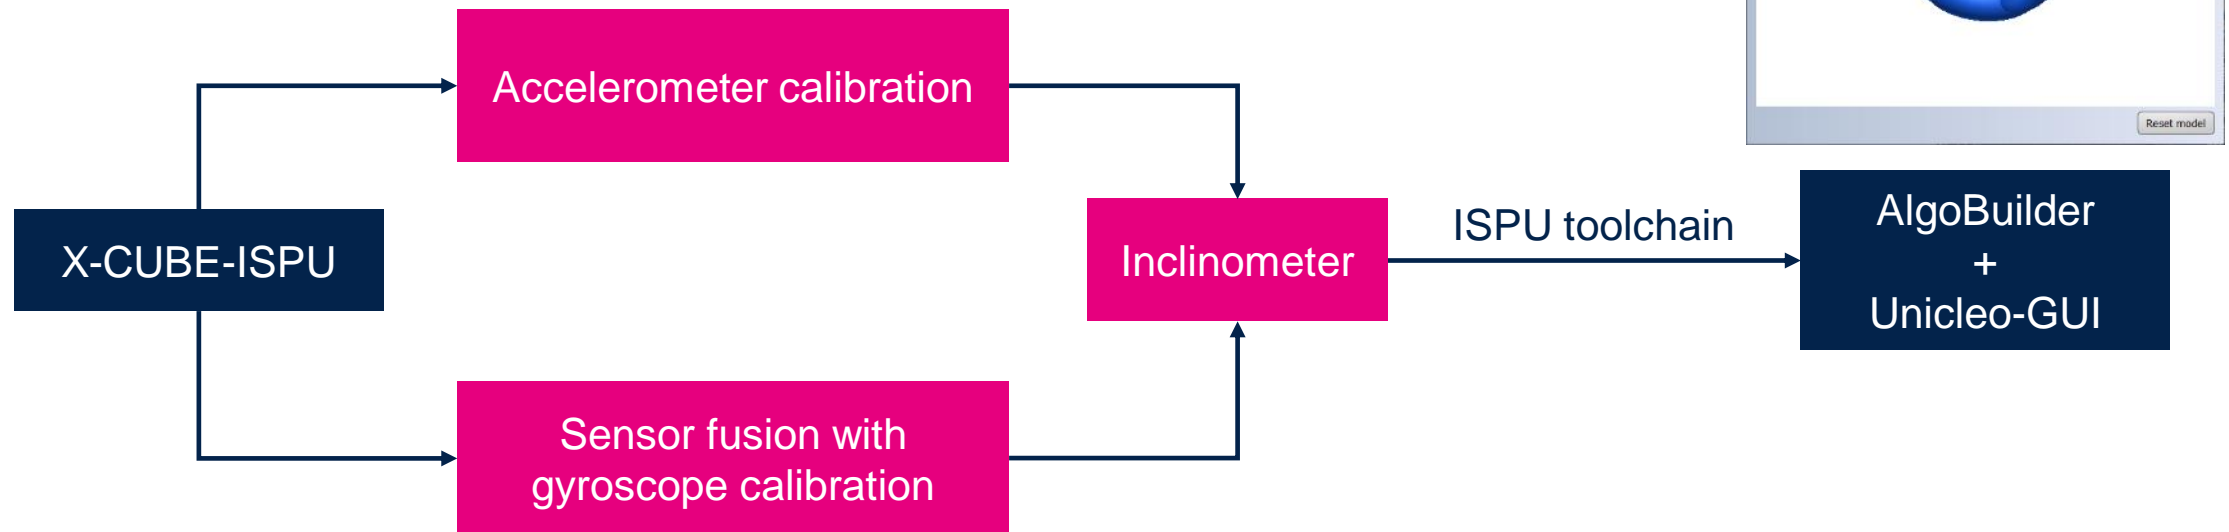 Accelerometer calibration
Reset model
X-CUBE-ISPU
Inclinometer
ISPU toolchain
AlgoBuilder
+
Unicleo-GUI
Sensor fusion with
gyroscope calibration